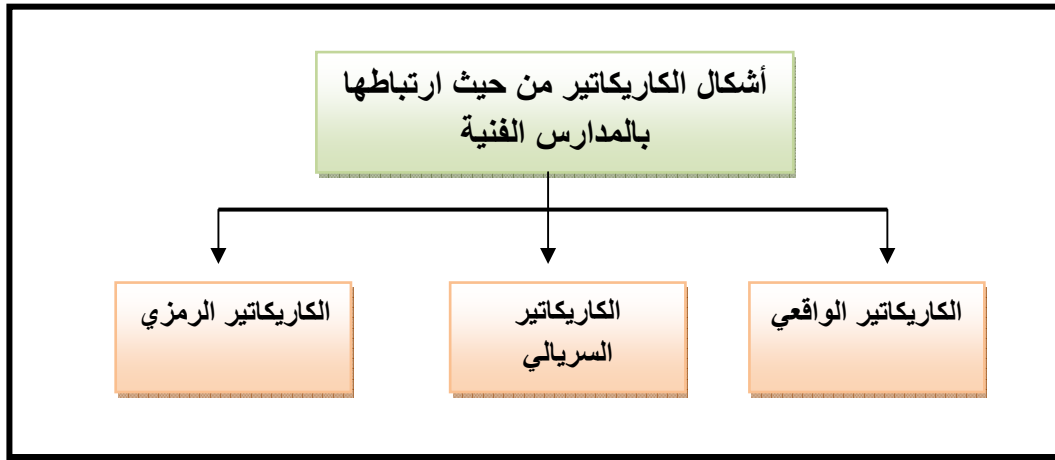 أشكال الكاريكاتير من حيث ارتباطها
بالمدارس الفنية
الكاريكاتير الواقعي
الكاريكاتير
السريالي
الكاريكاتير الرمزي